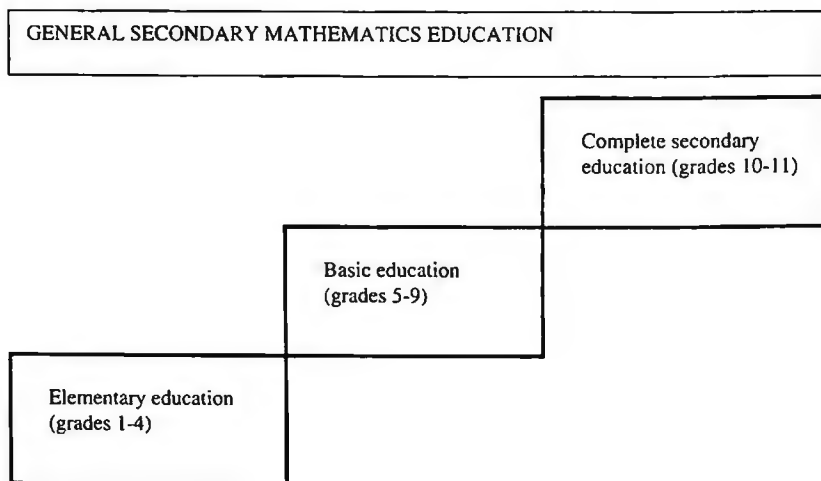 GENERAL SECONDARY MATHEMATICS EDUCATION
Complete secondary
education (grades 10-11)
Basic education
(grades 5-9)
Elementary education
(grades 1-4)